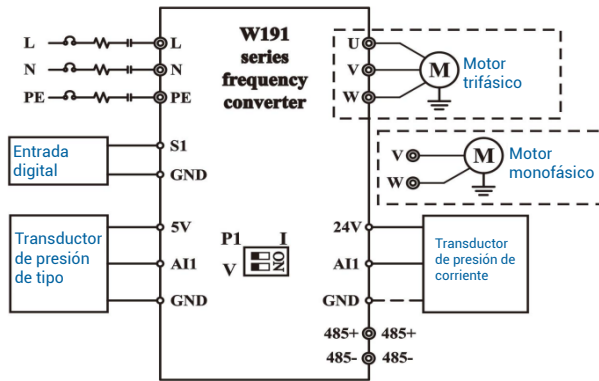 L
L
N
N
PE
PE
W191
series
frequency
converter
U
V
W
M
Motor
trifásico
Entrada
digital
S1
GND
V
W
M
Motor
monofásico
Transductor
de presión
de tipo
5V
AI1
GND
P1
I
V
ON
24V
AI1
GND
Transductor
de presión de
corriente
485+
485+
485-
485-